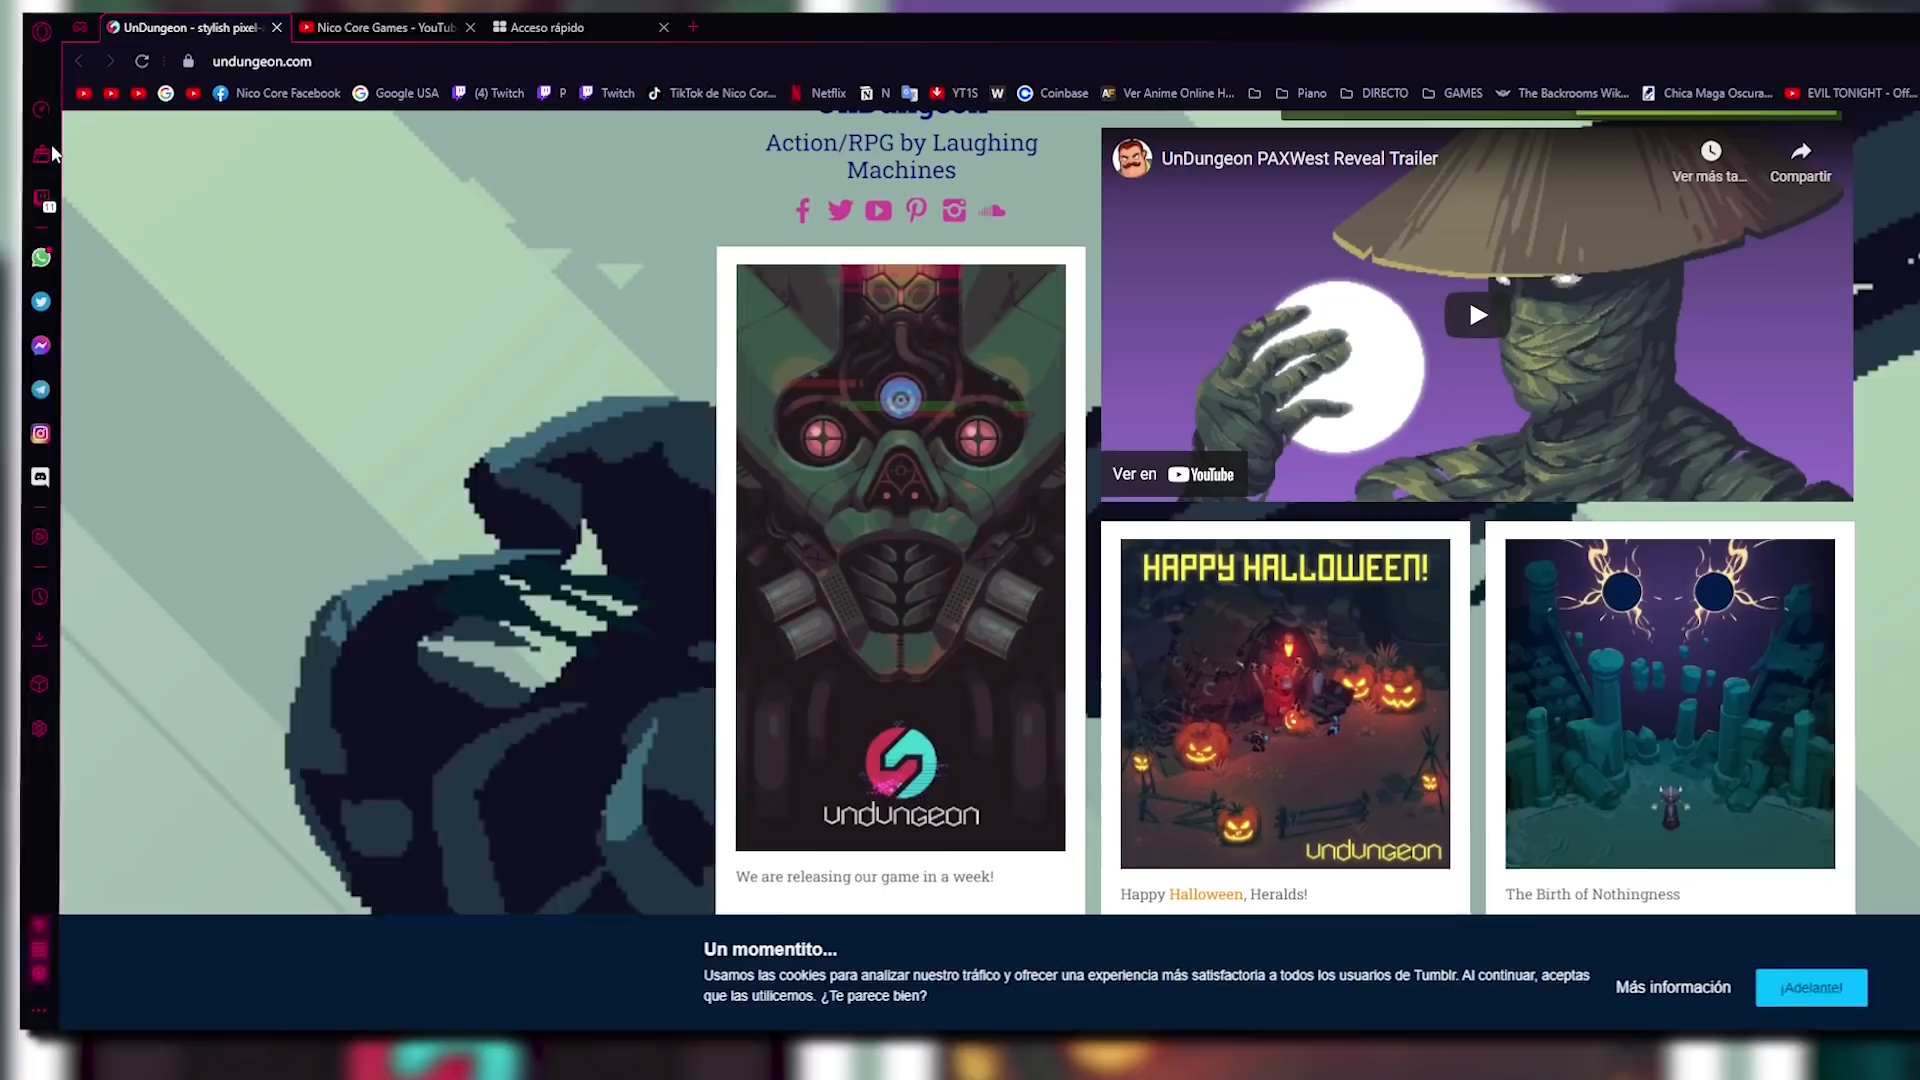 UnDungeon - stylish pixel-
Nico Core Games - YouTub
Acceso rápido
undungeon.com
Nico Core Facebook
Google USA
(4) Twitch
P
Twitch
TikTok de Nico Cor...
Netflix
N
YT1S
Coinbase
Ver Anime Online H...
Piano
DIRECTO
GAMES
The Backrooms Wik...
Chica Maga Oscura...
EVIL TONIGHT - Off...
11
UnDungeon
Action/RPG by Laughing
Machines
UnDungeon PAXWest Reveal Trailer
Ver más ta...
Compartir
Ver en YouTube
undungeon
We are releasing our game in a week!
HAPPY HALLOWEEN!
undungeon
Happy Halloween, Heralds!
The Birth of Nothingness
Un momentito...
Usamos las cookies para analizar nuestro tráfico y ofrecer una experiencia más satisfactoria a todos los usuarios de Tumblr. Al continuar, aceptas
que las utilicemos. ¿Te parece bien?
Más información
¡Adelante!